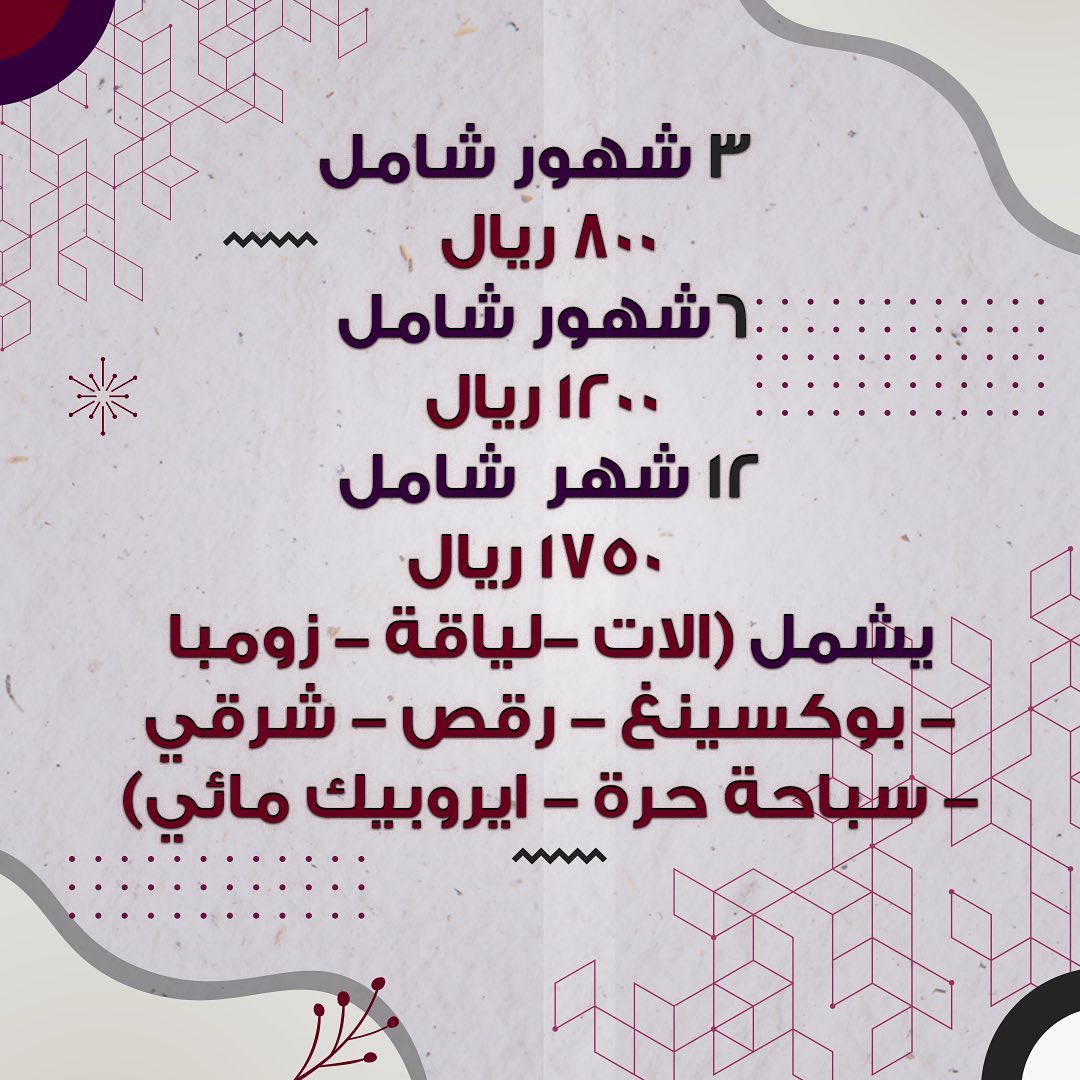 ٣ شهور شامل
٨٠٠ ريال
٦شهور شامل
١٢٠٠ ريال
١٢ شهر شامل
١٧٥٠ ريال
يشمل (الات –لياقة – زومبا
– بوكسينغ – رقص – شرقي
– سباحة حرة – ايروبيك مائي)